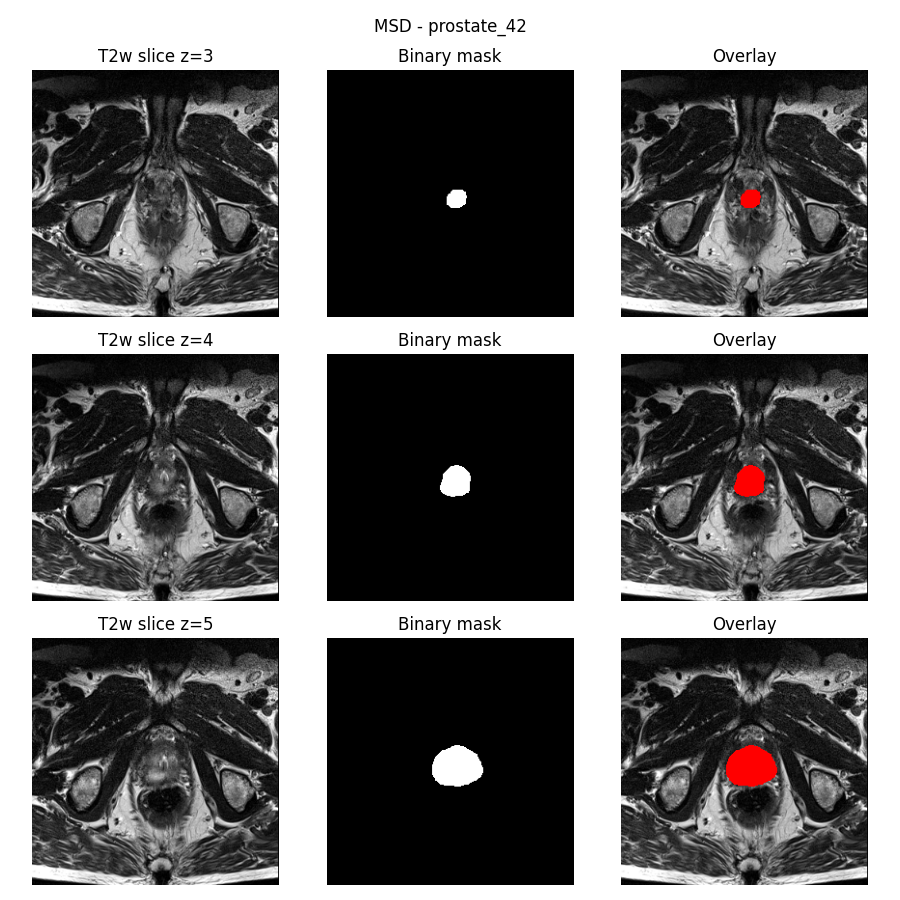 MSD - prostate_42
T2w slice z=3
Binary mask
Overlay
T2w slice z=4
Binary mask
Overlay
T2w slice z=5
Binary mask
Overlay